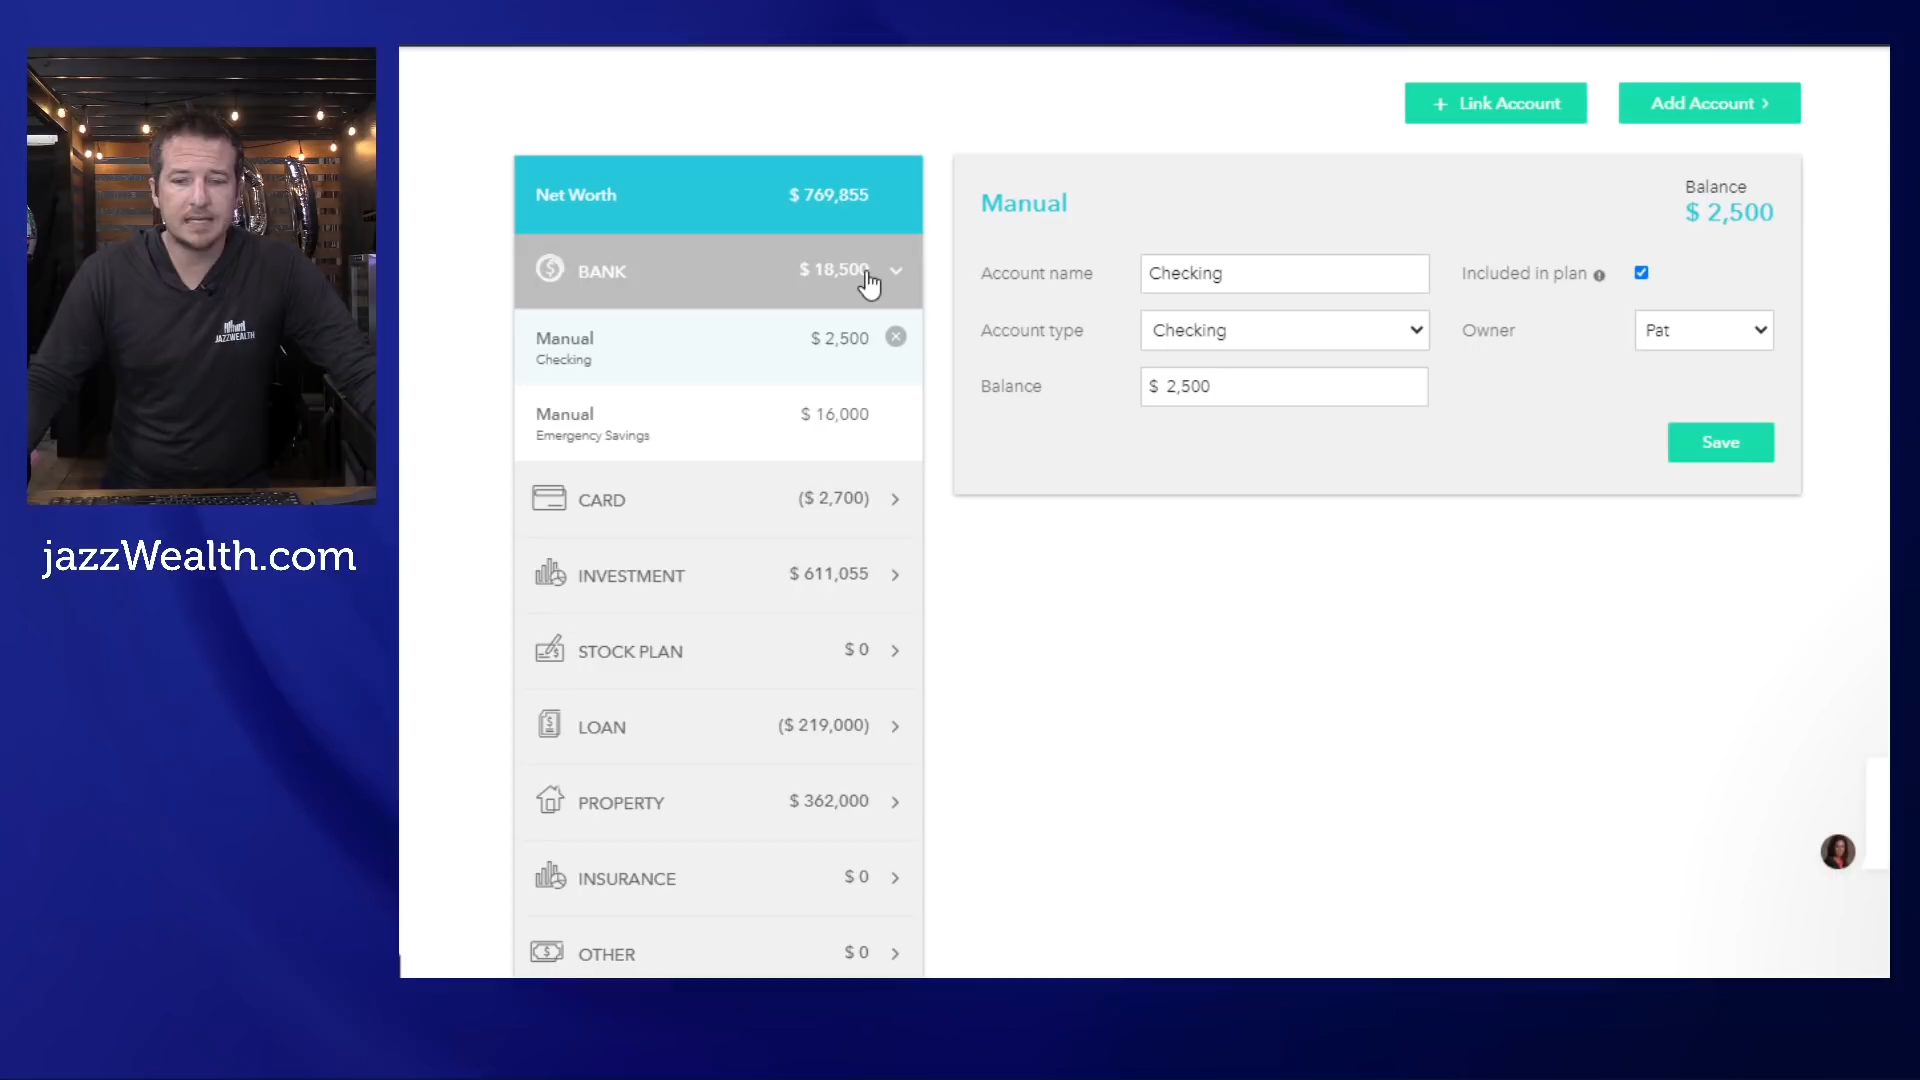 JAZZWEALTH
jazzWealth.com
+ Link Account
Add Account >
Net Worth $ 769,855
BANK $ 18,500
Manual $ 2,500
Checking
Manual $ 16,000
Emergency Savings
CARD ($ 2,700)
INVESTMENT $ 611,055
STOCK PLAN $ 0
LOAN ($ 219,000)
PROPERTY $ 362,000
INSURANCE $ 0
OTHER $ 0
Manual
Balance
$ 2,500
Account name Checking Included in plan
Account type Checking Owner Pat
Balance $ 2,500
Save